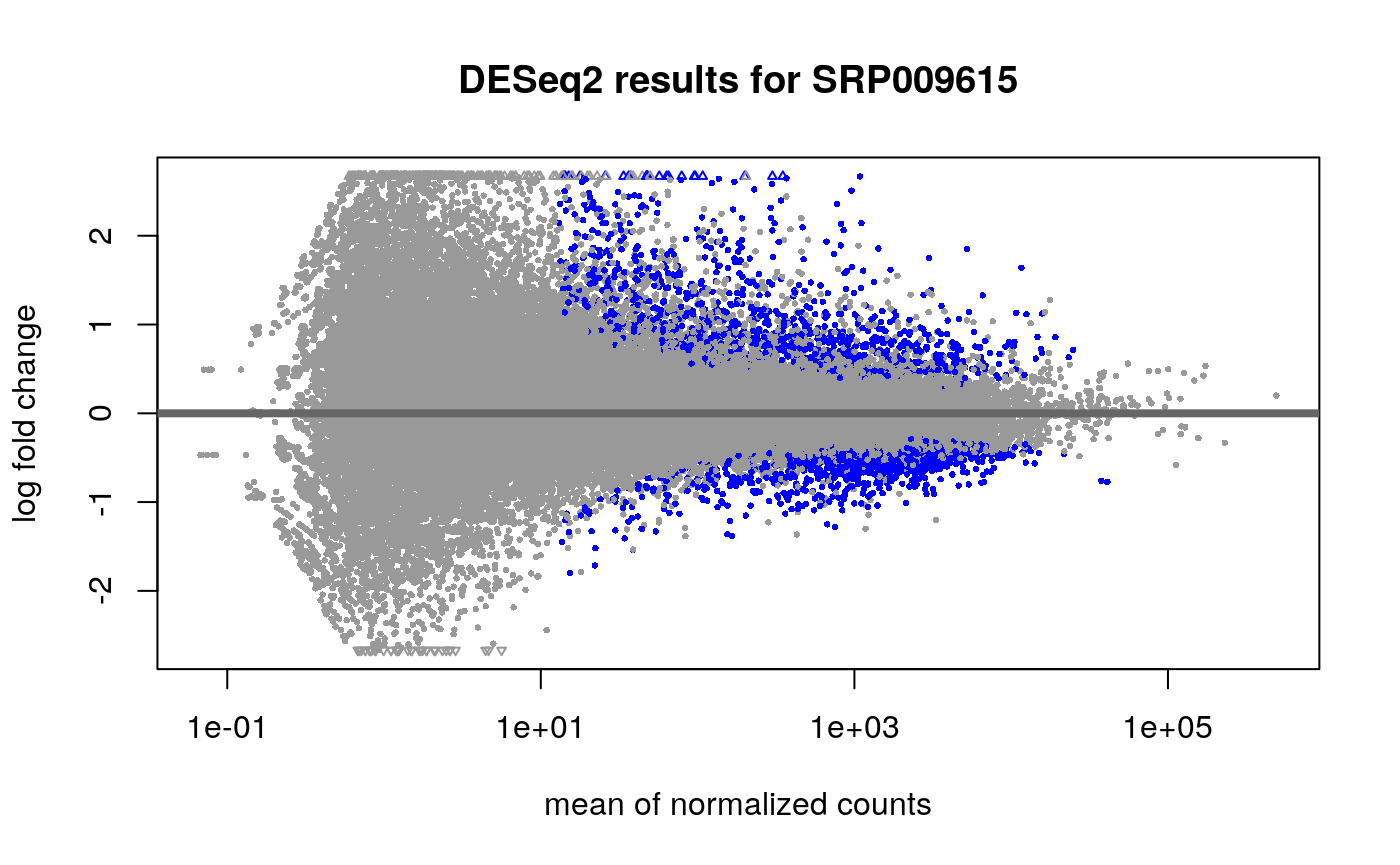 DESeq2 results for SRP009615
log fold change
2
1
0
-1
-2
1e-01 1e+01 1e+03 1e+05
mean of normalized counts